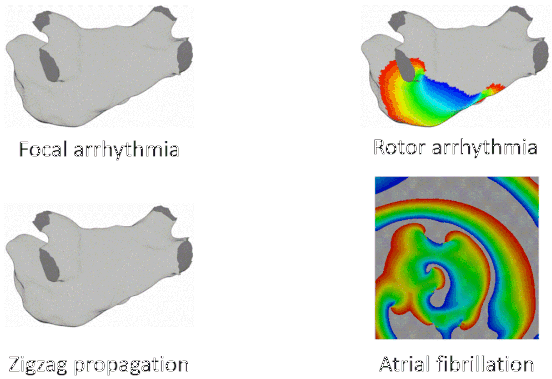 Focal arrhythmia
Rotor arrhythmia
Zigzag propagation
Atrial fibrillation